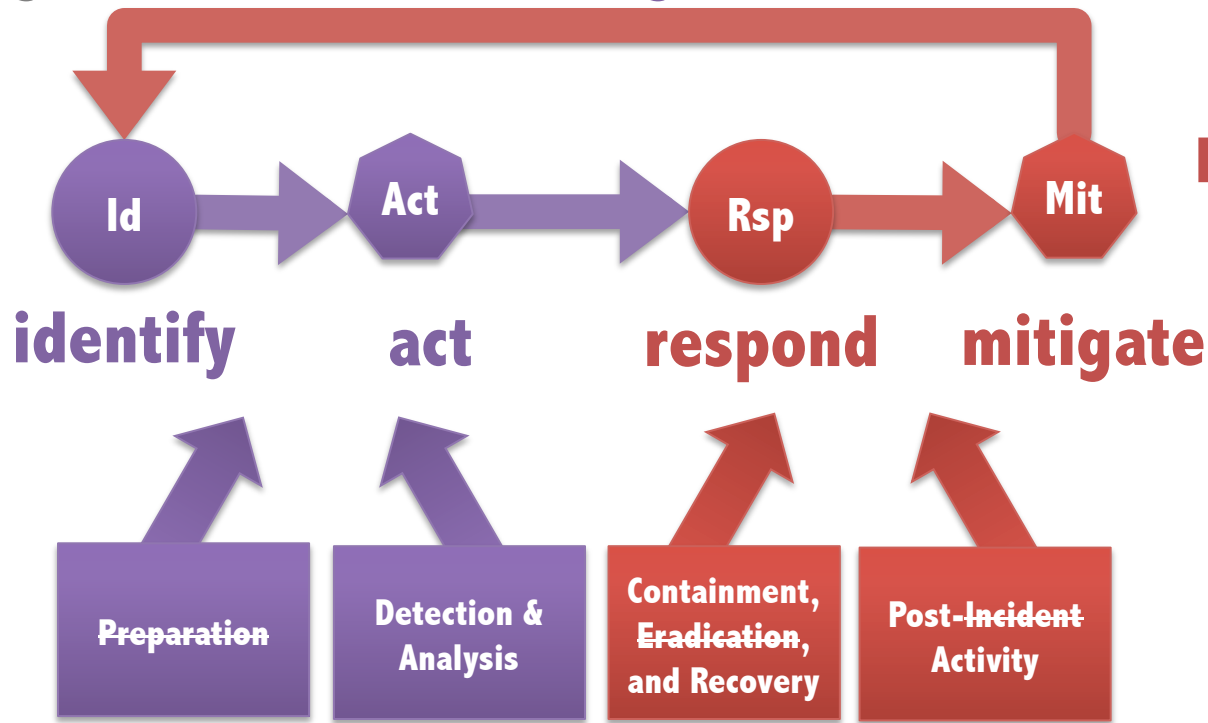 Id
Act
Rsp
Mit
identify
act
respond
mitigate
Preparation
Detection &
Analysis
Containment,
Eradication,
and Recovery
Post-Incident
Activity